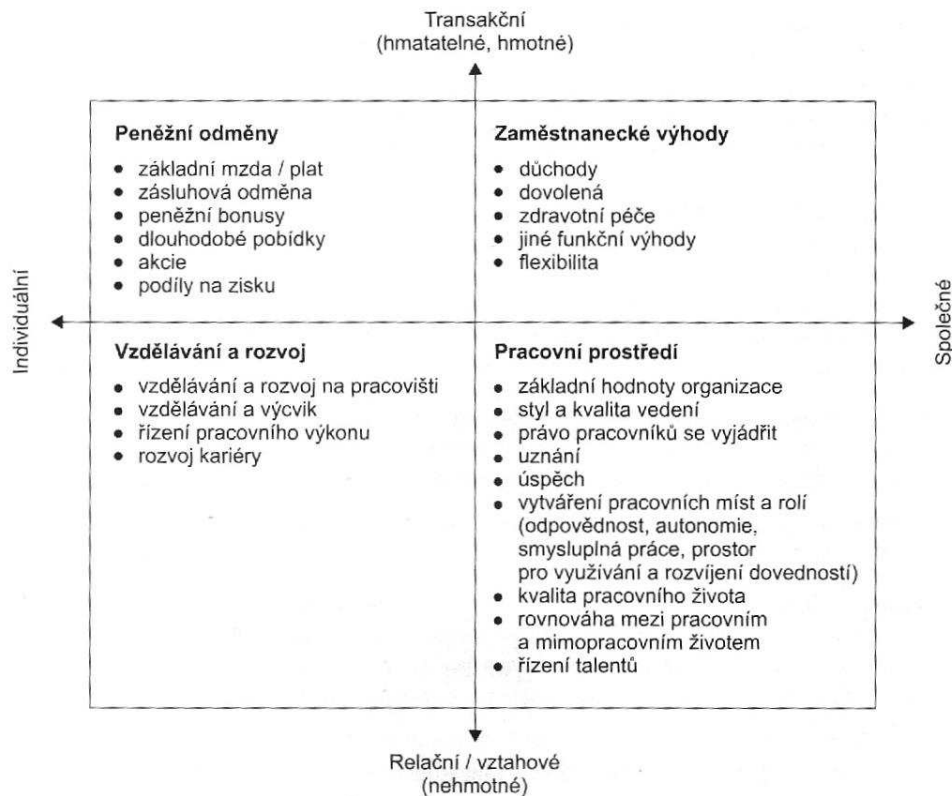 Transakční
(hmatatelné, hmotné)
Peněžní odměny
• základní mzda / plat
• zásluhová odměna
• peněžní bonusy
• dlouhodobé pobídky
• akcie
• podíly na zisku
Zaměstnanecké výhody
• důchody
• dovolená
• zdravotní péče
• jiné funkční výhody
• flexibilita
Individuální
Společné
Vzdělávání a rozvoj
• vzdělávání a rozvoj na pracovišti
• vzdělávání a výcvik
• řízení pracovního výkonu
• rozvoj kariéry
Pracovní prostředí
• základní hodnoty organizace
• styl a kvalita vedení
• právo pracovníků se vyjádřit
• uznání
• úspěch
• vytváření pracovních míst a rolí
(odpovědnost, autonomie,
smysluplná práce, prostor
pro využívání a rozvíjení dovedností)
• kvalita pracovního života
• rovnováha mezi pracovním
a mimopracovním životem
• řízení talentů
Relační / vztahové
(nehmotné)